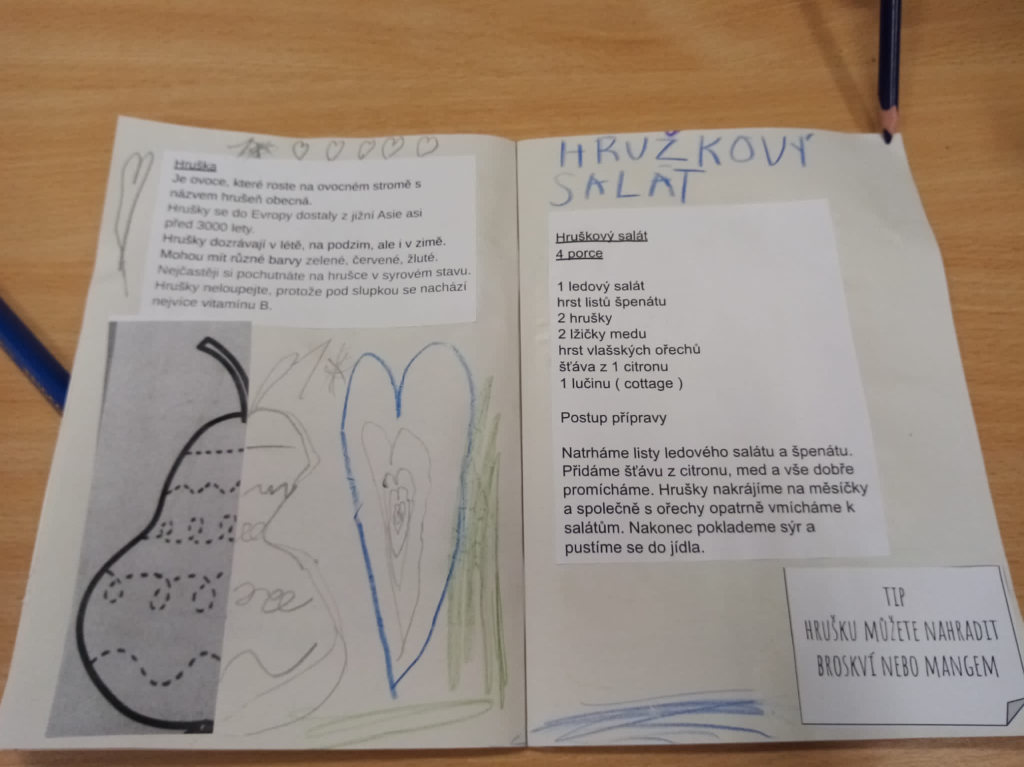 Hruška
Je ovoce, které roste na ovocném stromě s
názvem hrušeň obecná.
Hrušky se do Evropy dostaly z jižní Asie asi
před 3000 lety.
Hrušky dozrávají v létě, na podzim, ale i v zimě.
Mohou mít různé barvy zelené, červené, žluté.
Nejčastěji si pochutnáte na hrušce v syrovém stavu.
Hrušky neloupejte, protože pod slupkou se nachází
nejvíce vitamínu B.
HRUŽKOVÝ
SALÁT
Hruškový salát
4 porce
1 ledový salát
hrst listů špenátu
2 hrušky
2 lžičky medu
hrst vlašských ořechů
šťáva z 1 citronu
1 lučinu ( cottage )
Postup přípravy
Natrháme listy ledového salátu a špenátu.
Přidáme šťávu z citronu, med a vše dobře
promícháme. Hrušky nakrájíme na měsíčky
a společně s ořechy opatrně vmícháme k
salátům. Nakonec poklademe sýr a
pustíme se do jídla.
TIP
HRUŠKU MŮŽETE NAHRADIT
BROSKVÍ NEBO MANGEM